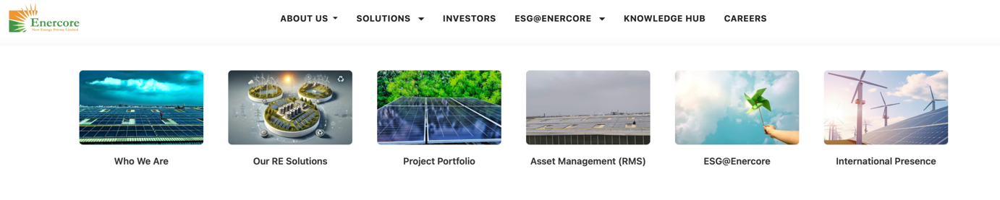 Enercore
New Energy Private Limited
ABOUT US
SOLUTIONS
INVESTORS
ESG@ENERCORE
KNOWLEDGE HUB
CAREERS
Who We Are
Our RE Solutions
Project Portfolio
Asset Management (RMS)
ESG@Enercore
International Presence